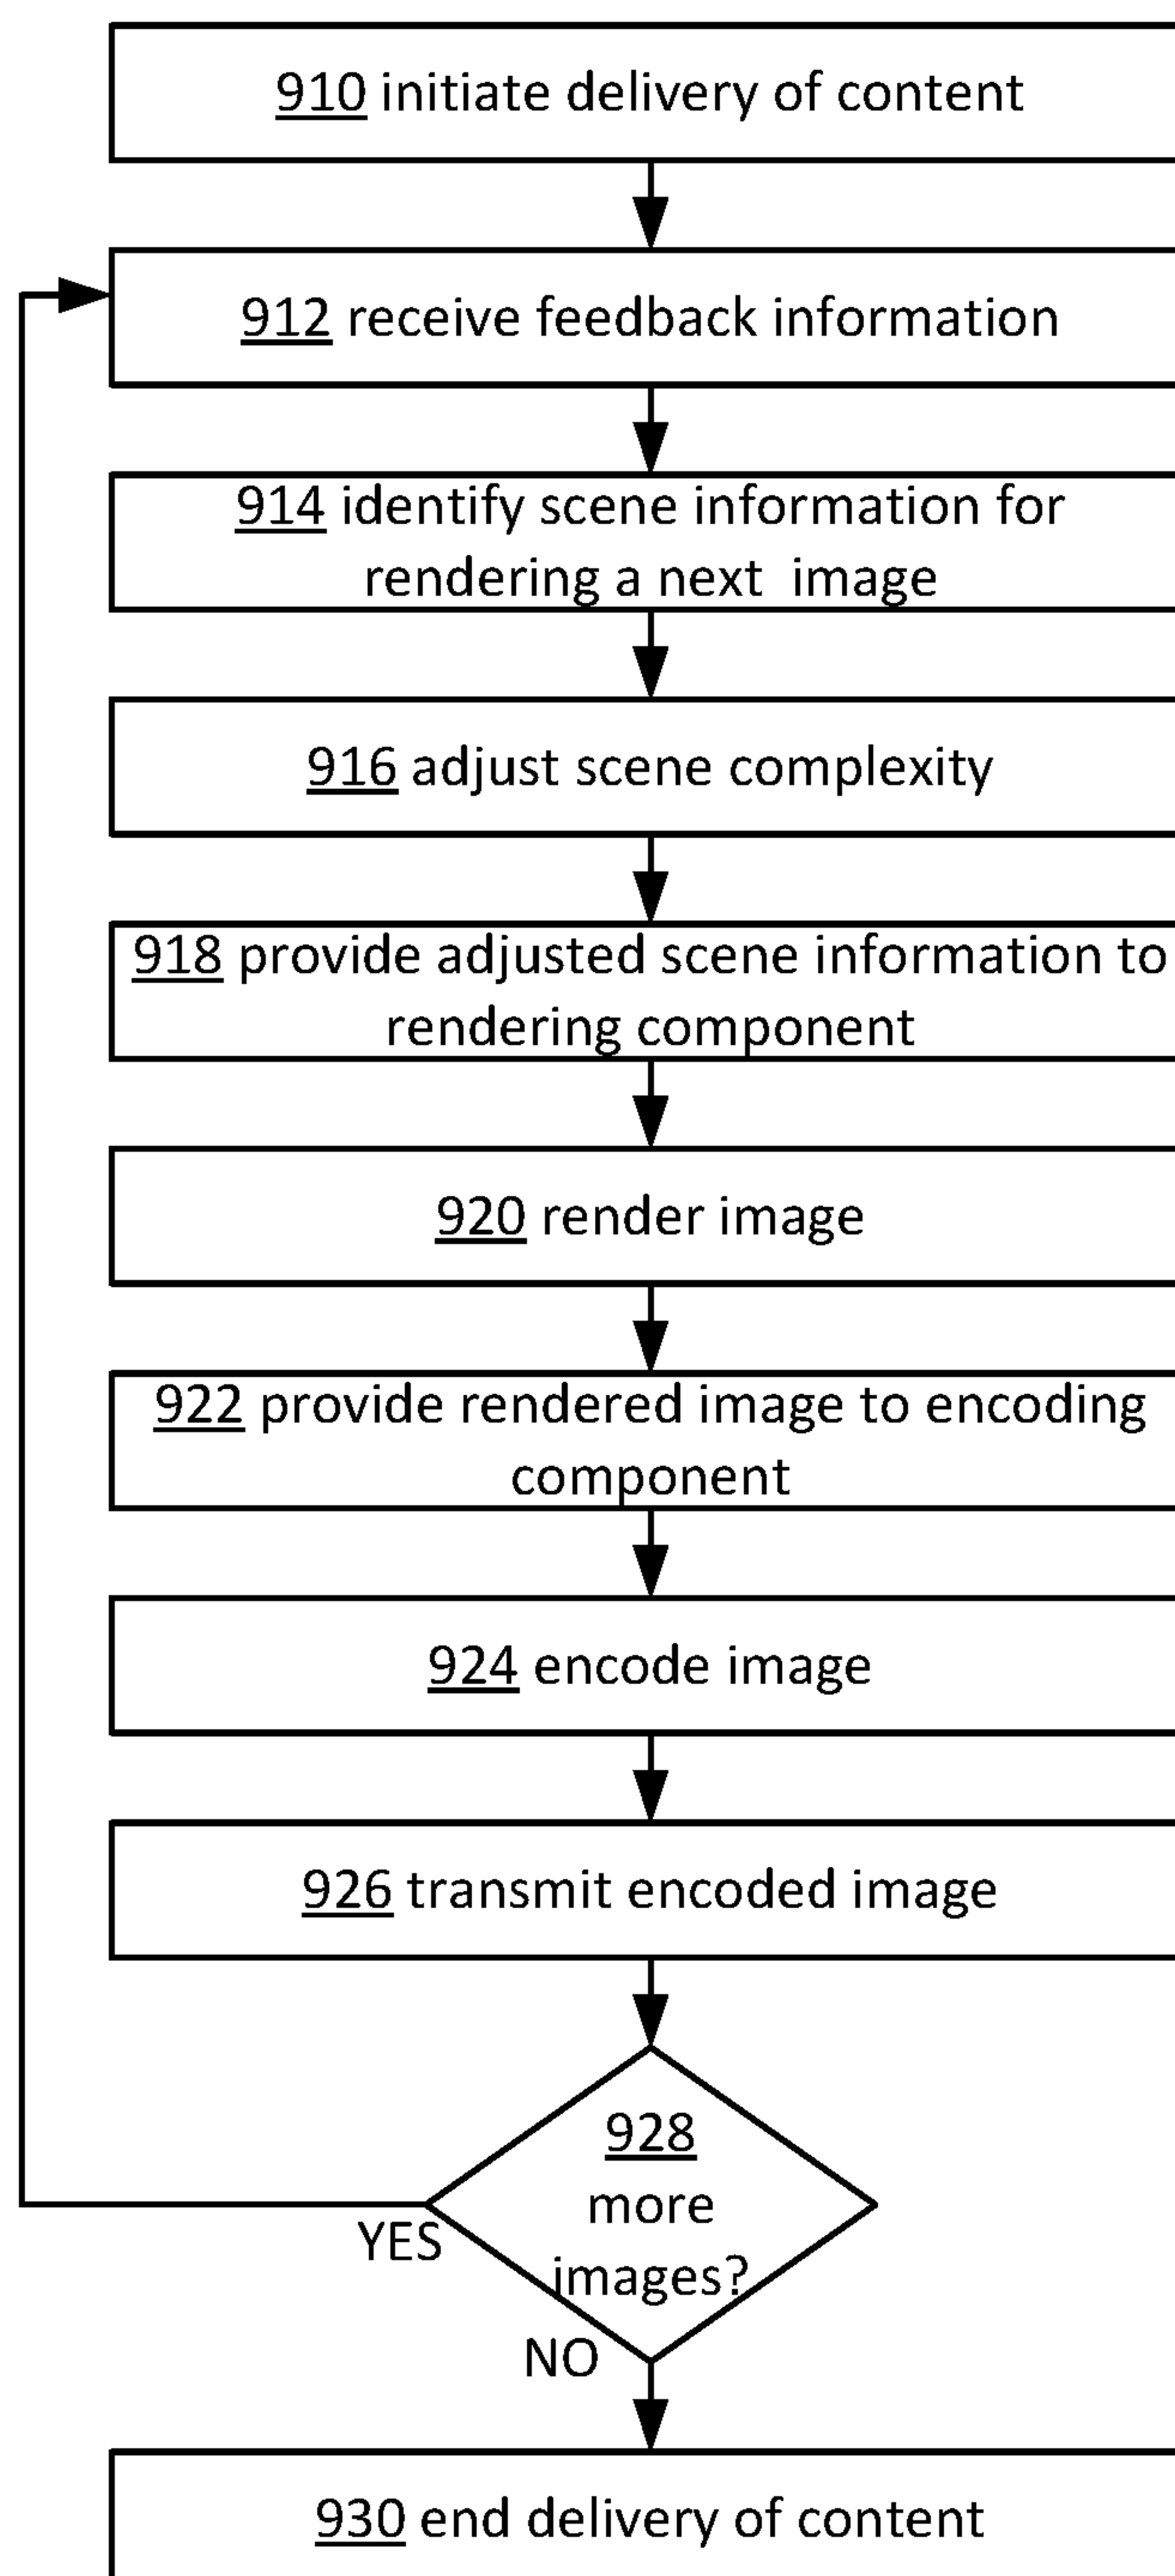 910 initiate delivery of content
912 receive feedback information
914 identify scene information for
rendering a next image
916 adjust scene complexity
918 provide adjusted scene information to
rendering component
920 render image
922 provide rendered image to encoding
component
924 encode image
926 transmit encoded image
928
more
images?
YES
NO
930 end delivery of content